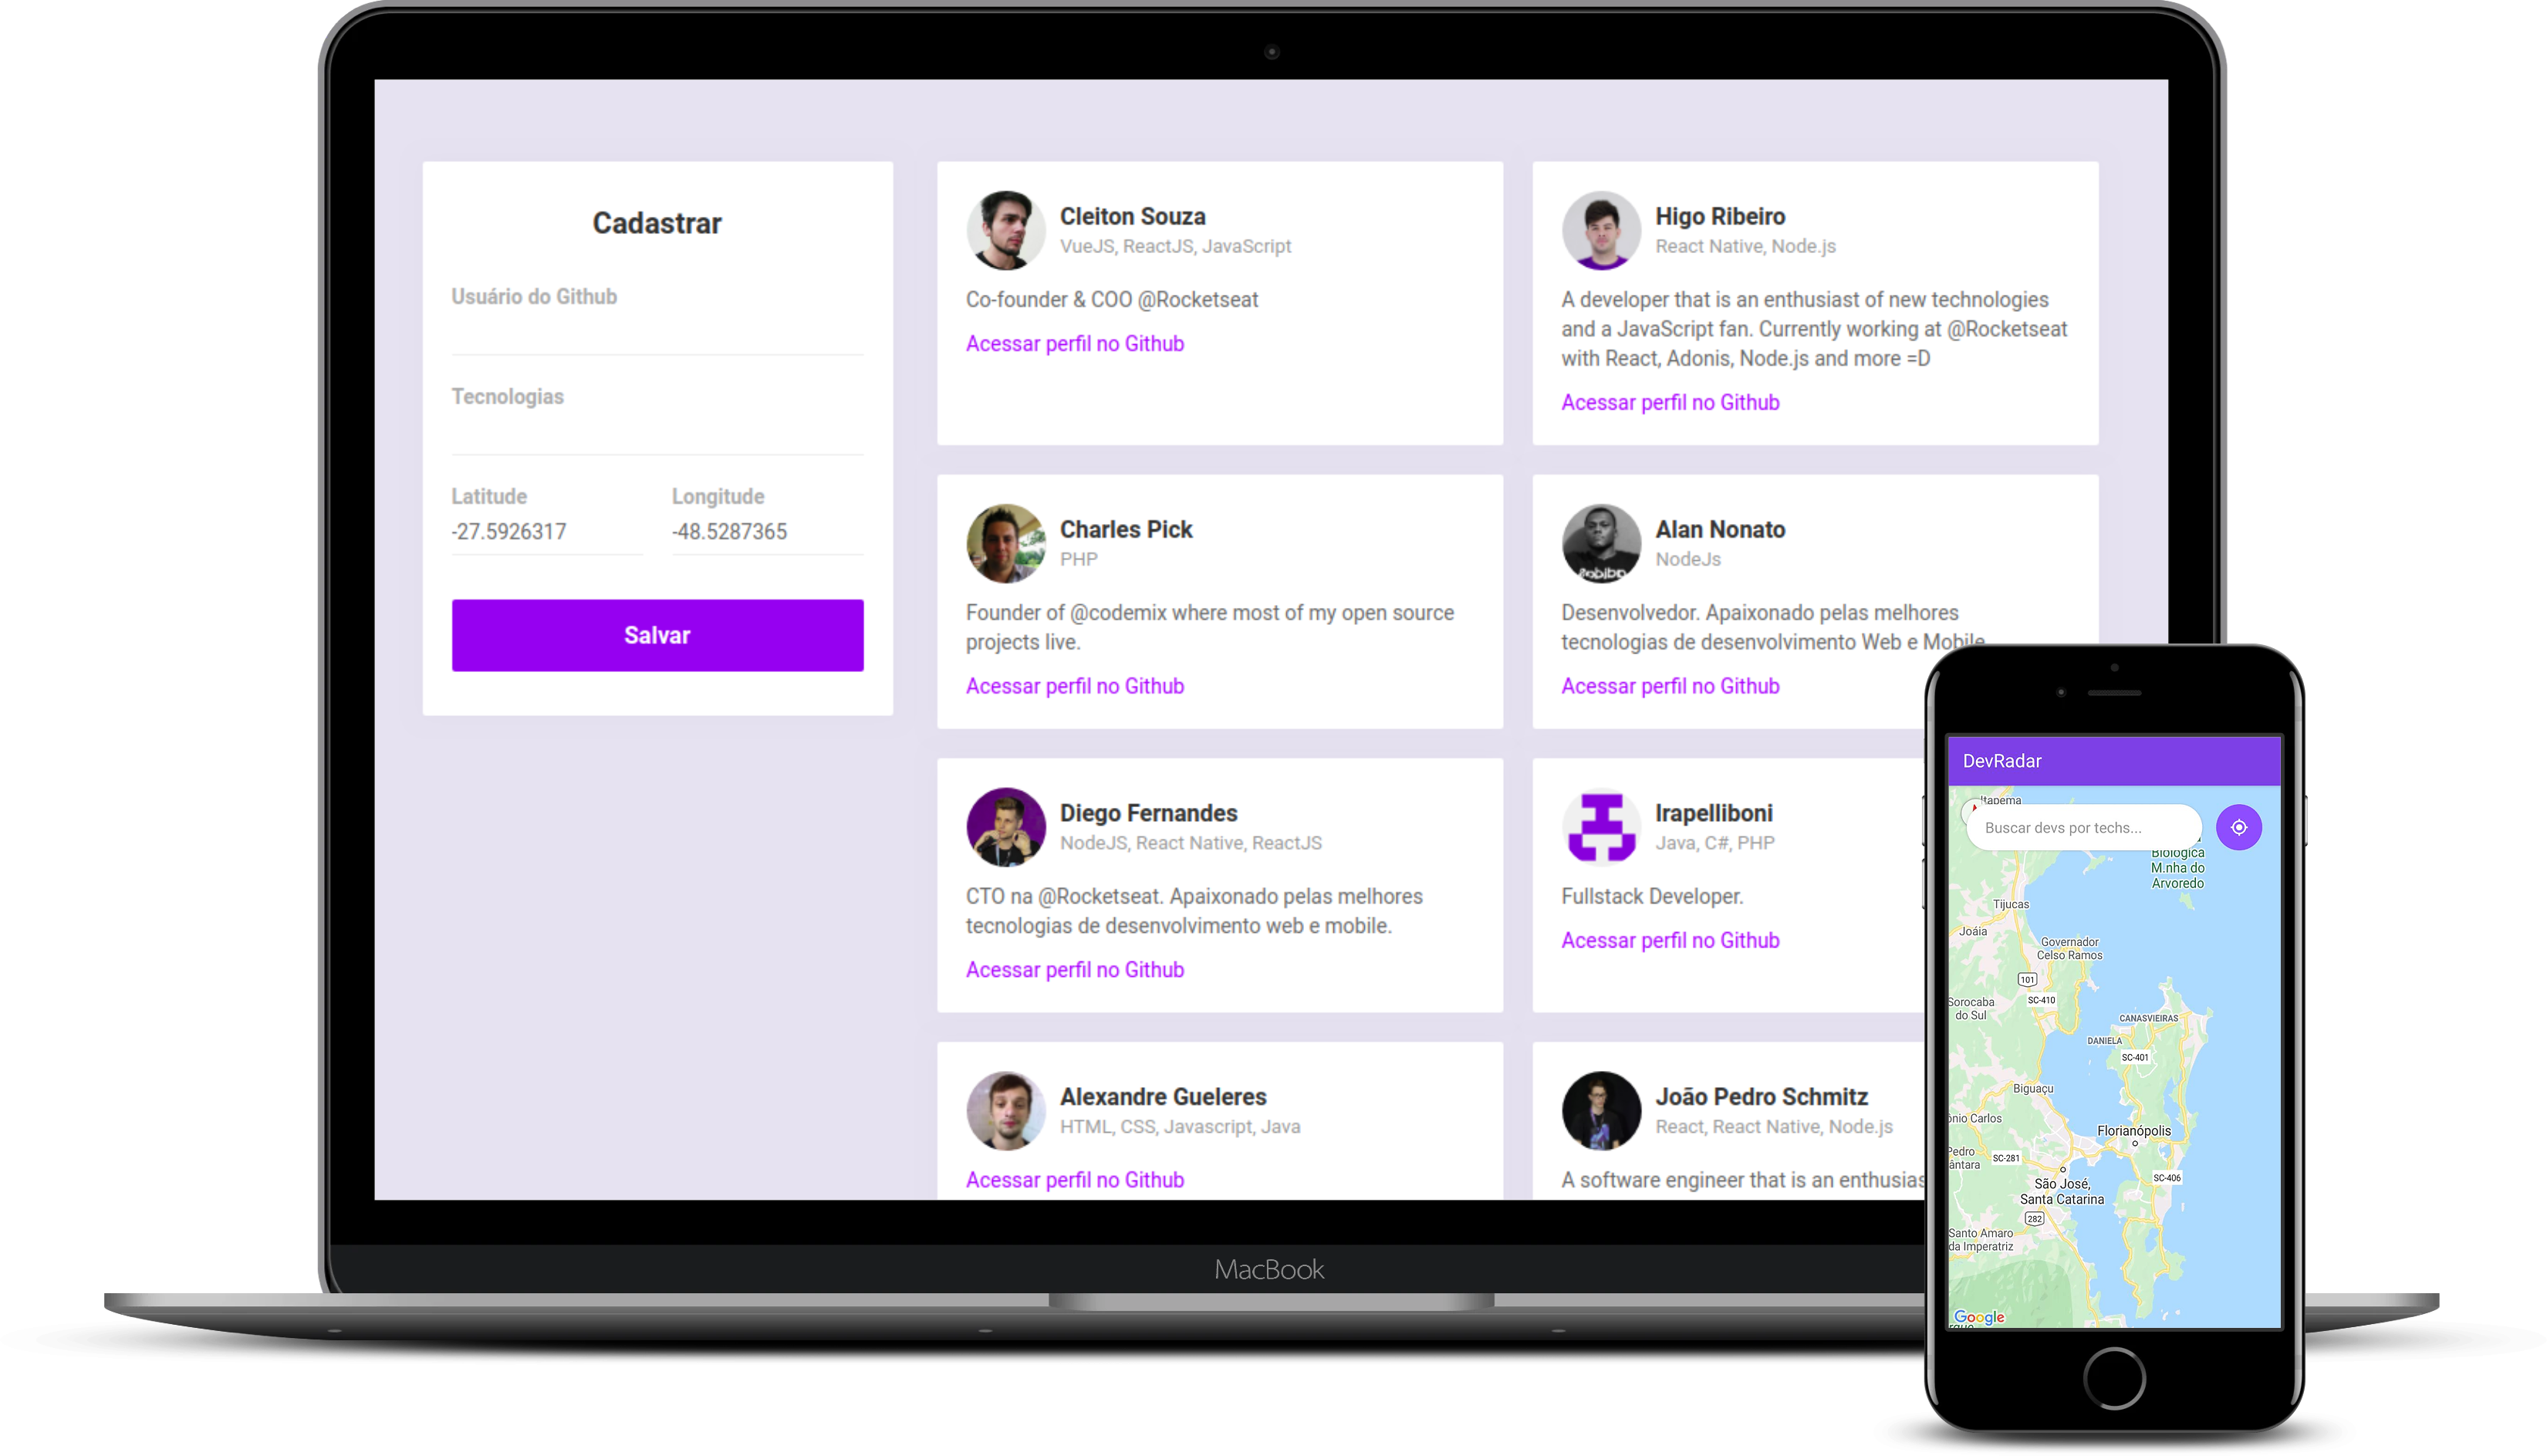 Cadastrar
Usuário do Github
Tecnologias
Latitude
Longitude
-27.5926317
-48.5287365
Salvar
Cleiton Souza
VueJS, ReactJS, JavaScript
Co-founder & COO @Rocketseat
Acessar perfil no Github
Higo Ribeiro
React Native, Node.js
A developer that is an enthusiast of new technologies
and a JavaScript fan. Currently working at @Rocketseat
with React, Adonis, Node.js and more =D
Acessar perfil no Github
Charles Pick
PHP
Founder of @codemix where most of my open source
projects live.
Acessar perfil no Github
Alan Nonato
NodeJs
Desenvolvedor. Apaixonado pelas melhores
tecnologias de desenvolvimento Web e Mobile
Acessar perfil no Github
Diego Fernandes
NodeJS, React Native, ReactJS
CTO na @Rocketseat. Apaixonado pelas melhores
tecnologias de desenvolvimento web e mobile.
Acessar perfil no Github
Irapelliboni
Java, C#, PHP
Fullstack Developer.
Acessar perfil no Github
Alexandre Gueleres
HTML, CSS, Javascript, Java
Acessar perfil no Github
João Pedro Schmitz
React, React Native, Node.js
A software engineer that is an enthusias
MacBook
DevRadar
Itapema
Buscar devs por techs...
Biológica
M.nha do
Arvoredo
Tijucas
Joáia
Governador
Celso Ramos
101
SC-410
Sorocaba
do Sul
CANASVIEIRAS
DANIELA
SC-401
Biguaçu
ônio Carlos
Florianópolis
Pedro
ântara
SC-281
SC-406
São José,
Santa Catarina
282
Santo Amaro
da Imperatriz
Google